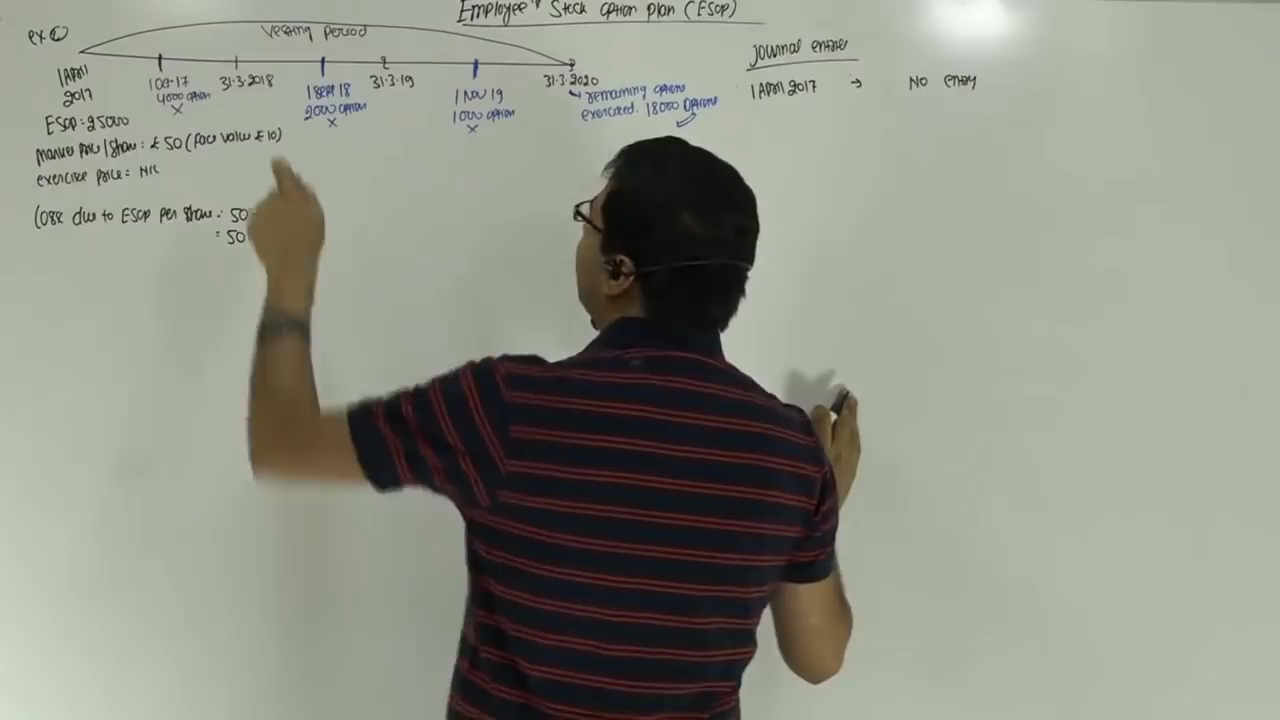 Employee's Stock option plan (ESOP)
ex ①
Vesting period
1 April
2017
1 Oct-17
4000 option
X
31.3.2018
1 Sept 18
2000 option
X
31.3.19
1 Nov 19
1000 option
X
31.3.2020
remaining options
exercised. 18000 options
ESOP = 25000
Market price/share : ₹ 50 (face value ₹ 10)
exercise price = NIL
Loss due to ESOP per share = 50
= 50
Journal entries
1 April 2017 → No entry